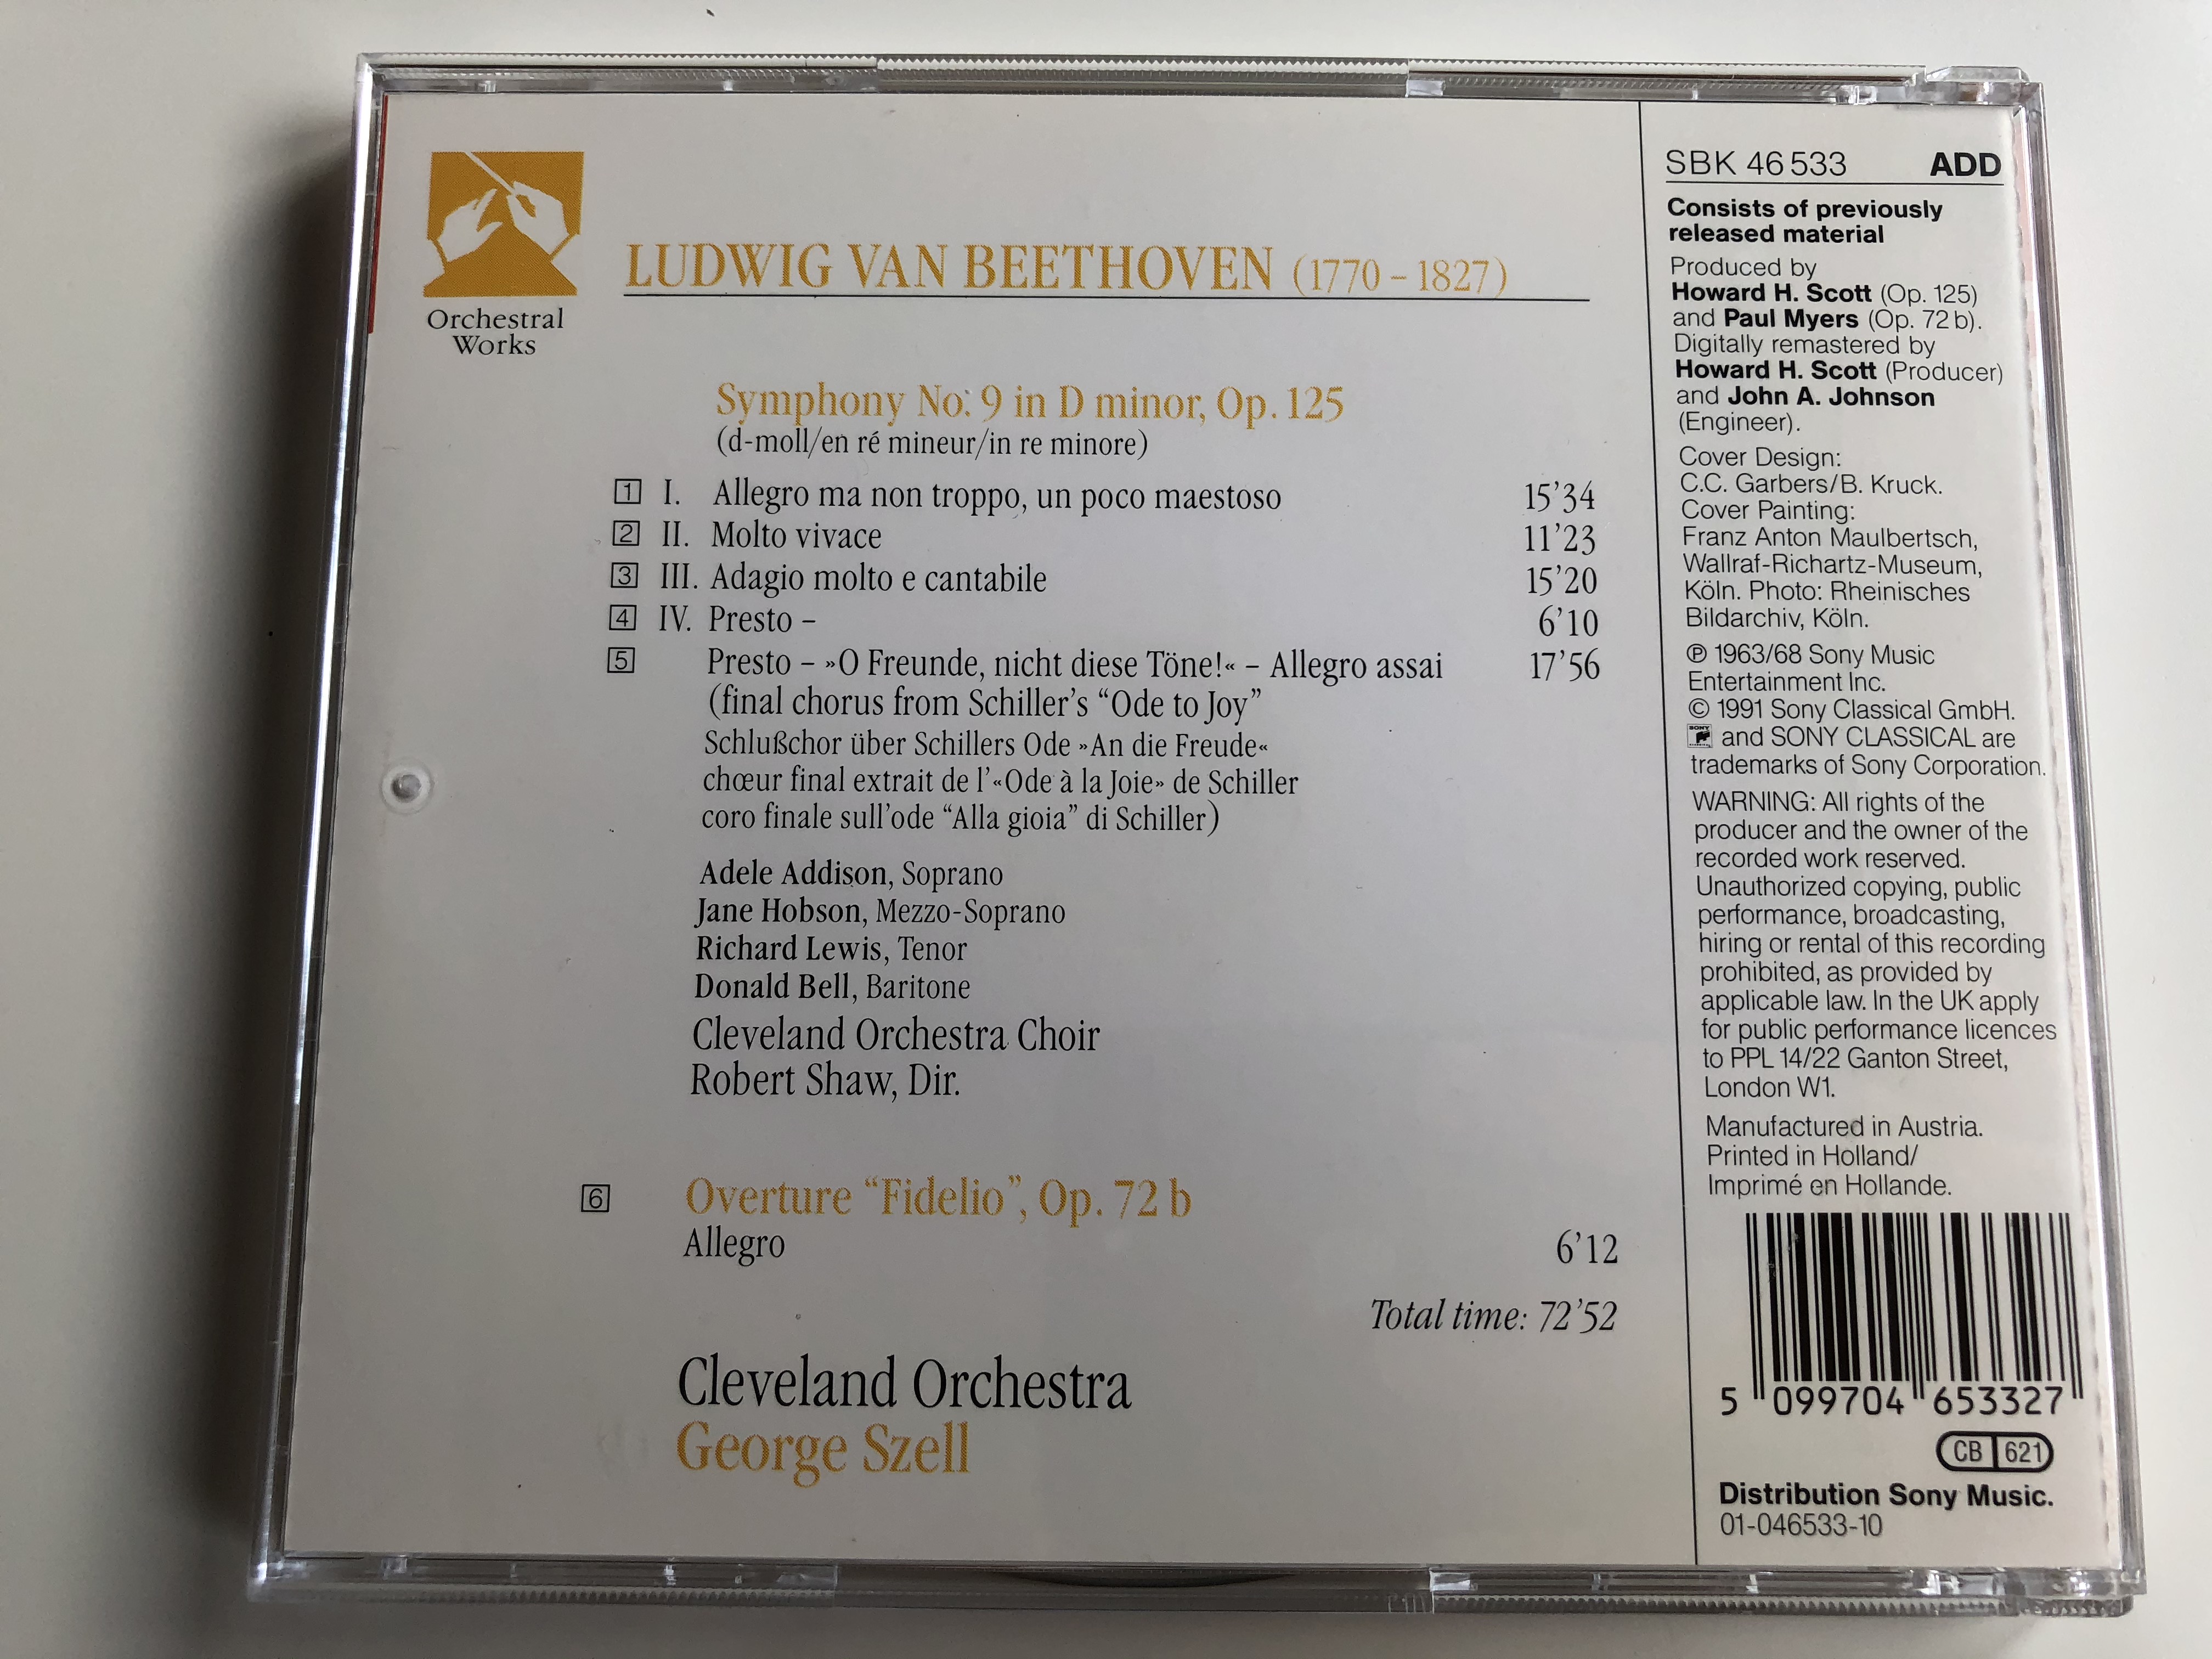 Orchestral
Works
LUDWIG VAN BEETHOVEN (1770 – 1827)
Symphony No. 9 in D minor, Op. 125
(d-moll/en ré mineur/in re minore)
1 I. Allegro ma non troppo, un poco maestoso 15’34
2 II. Molto vivace 11’23
3 III. Adagio molto e cantabile 15’20
4 IV. Presto – 6’10
5 Presto – »O Freunde, nicht diese Töne!« – Allegro assai 17’56
(final chorus from Schiller’s “Ode to Joy”
Schlußchor über Schillers Ode »An die Freude«
chœur final extrait de l’«Ode à la Joie» de Schiller
coro finale sull’ode “Alla gioia” di Schiller)
Adele Addison, Soprano
Jane Hobson, Mezzo-Soprano
Richard Lewis, Tenor
Donald Bell, Baritone
Cleveland Orchestra Choir
Robert Shaw, Dir.
6 Overture “Fidelio”, Op. 72 b
Allegro 6’12
Total time: 72’52
Cleveland Orchestra
George Szell
SBK 46 533 ADD
Consists of previously
released material
Produced by
Howard H. Scott (Op. 125)
and Paul Myers (Op. 72 b).
Digitally remastered by
Howard H. Scott (Producer)
and John A. Johnson
(Engineer).
Cover Design:
C.C. Garbers/B. Kruck.
Cover Painting:
Franz Anton Maulbertsch,
Wallraf-Richartz-Museum,
Köln. Photo: Rheinisches
Bildarchiv, Köln.
℗ 1963/68 Sony Music
Entertainment Inc.
© 1991 Sony Classical GmbH.
SONY and SONY CLASSICAL are
trademarks of Sony Corporation.
WARNING: All rights of the
producer and the owner of the
recorded work reserved.
Unauthorized copying, public
performance, broadcasting,
hiring or rental of this recording
prohibited, as provided by
applicable law. In the UK apply
for public performance licences
to PPL 14/22 Ganton Street,
London W1.
Manufactured in Austria.
Printed in Holland/
Imprimé en Hollande.
5 099704 653327
CB 621
Distribution Sony Music.
01-046533-10